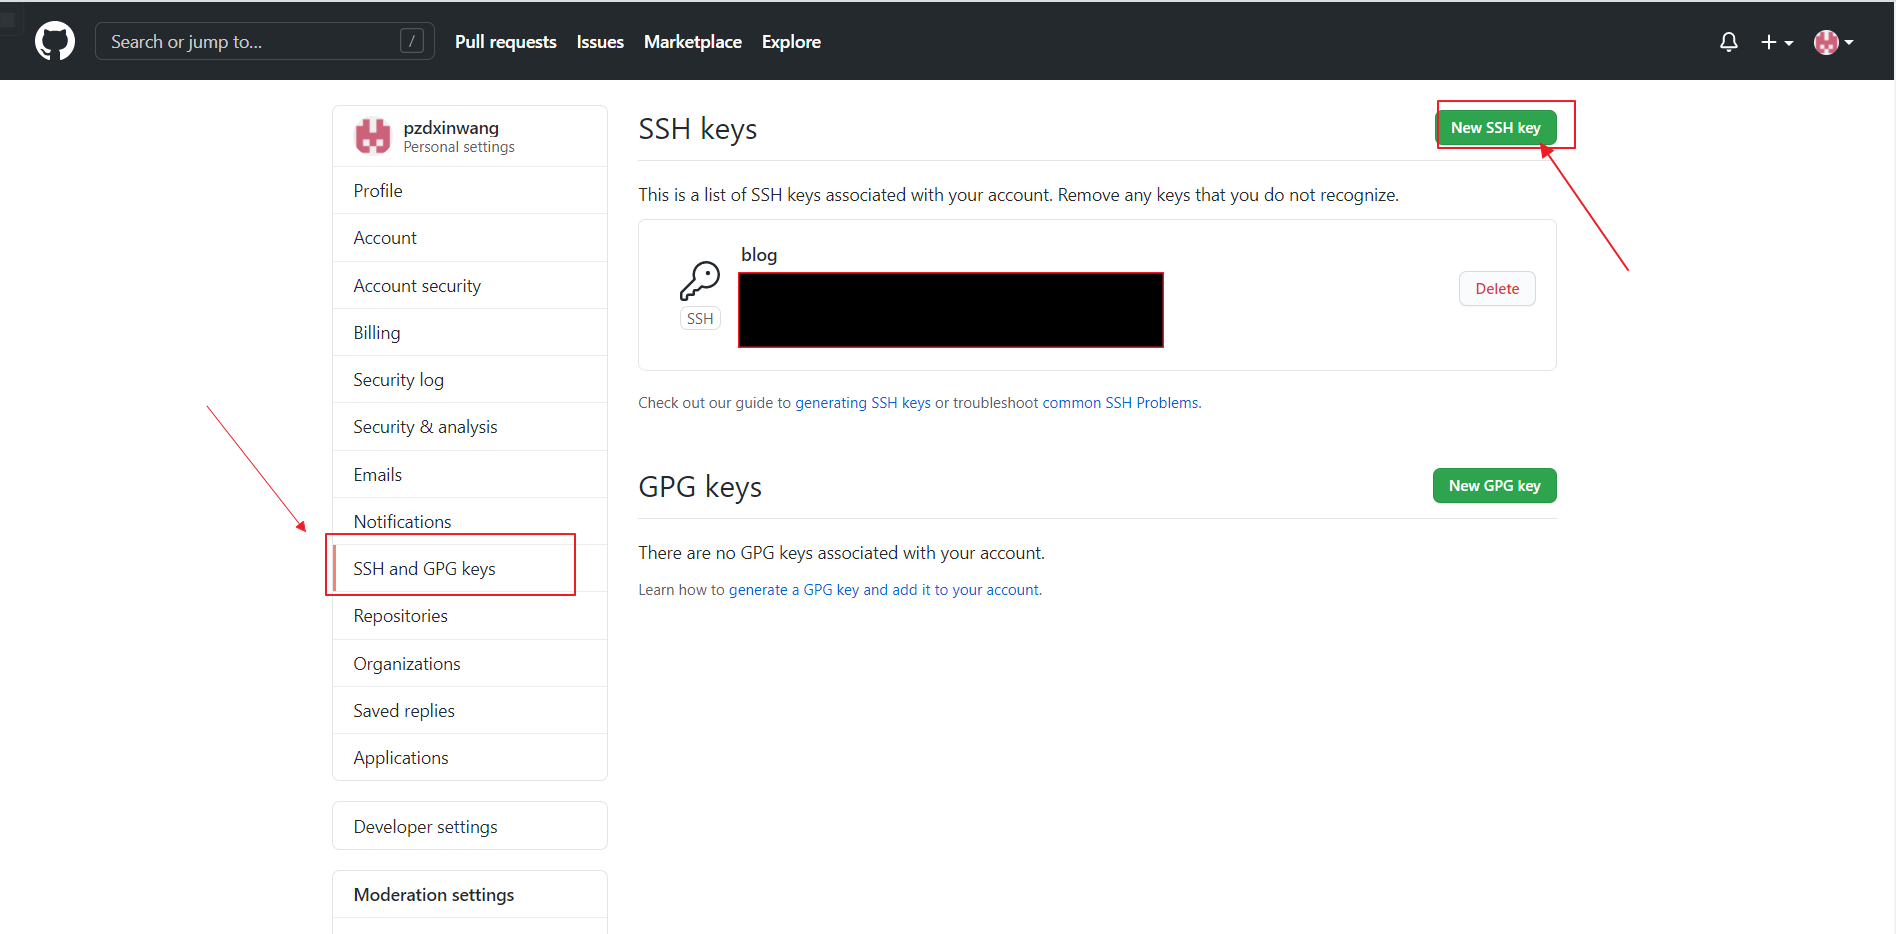 Search or jump to... /
Pull requests
Issues
Marketplace
Explore
pzdxinwang
Personal settings
Profile
Account
Account security
Billing
Security log
Security & analysis
Emails
Notifications
SSH and GPG keys
Repositories
Organizations
Saved replies
Applications
Developer settings
Moderation settings
SSH keys
New SSH key
This is a list of SSH keys associated with your account. Remove any keys that you do not recognize.
blog
SSH
Delete
Check out our guide to generating SSH keys or troubleshoot common SSH Problems.
GPG keys
New GPG key
There are no GPG keys associated with your account.
Learn how to generate a GPG key and add it to your account.